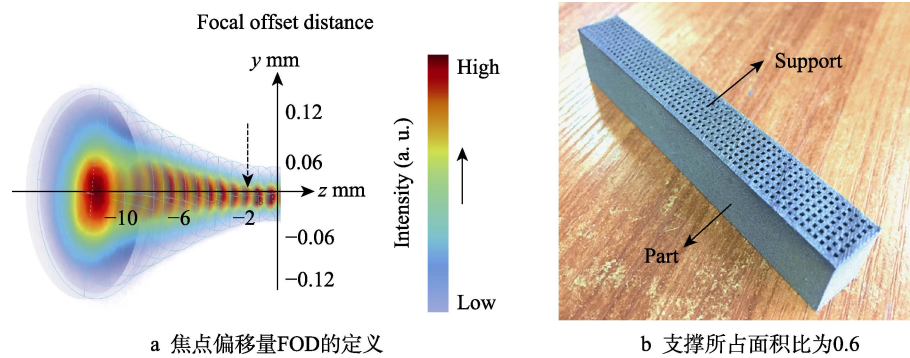 Focal offset distance
y mm
0.12
0.06
z mm
−10
−6
−2
−0.06
−0.12
Intensity (a. u.)
High
Low
Support
Part
a 焦点偏移量FOD的定义
b 支撑所占面积比为0.6